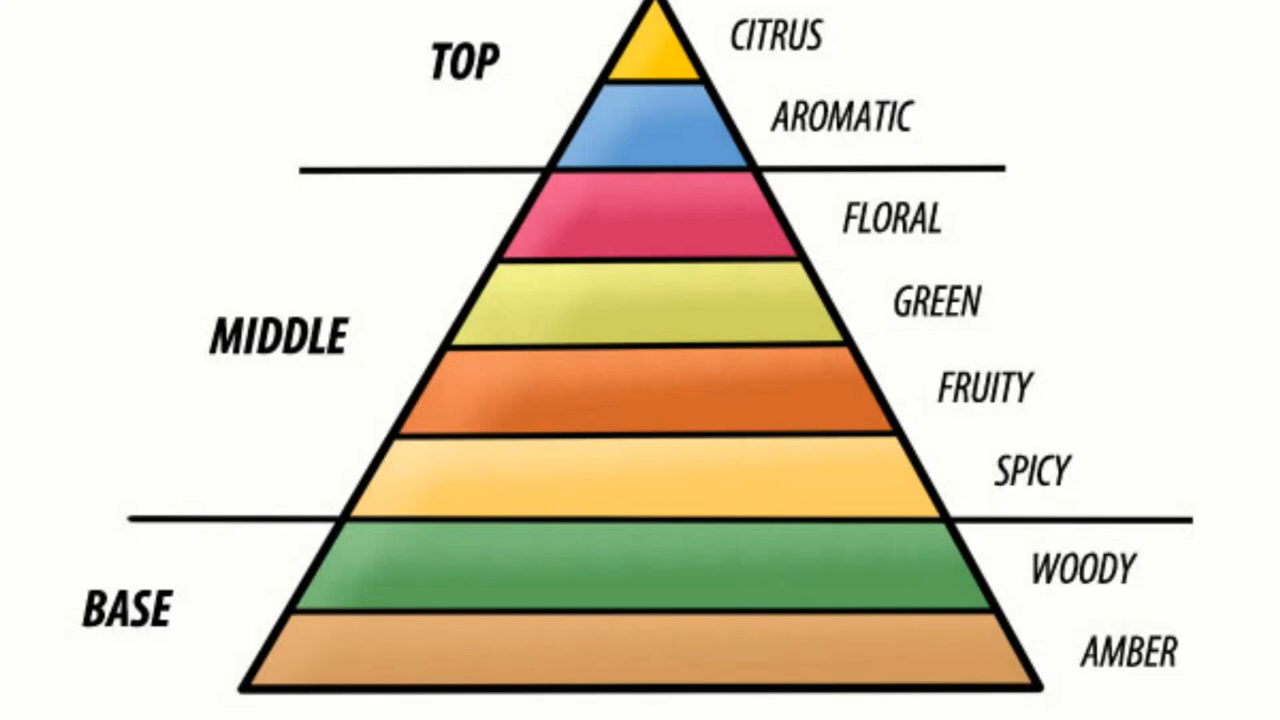 CITRUS
TOP
AROMATIC
FLORAL
GREEN
MIDDLE
FRUITY
SPICY
WOODY
BASE
AMBER